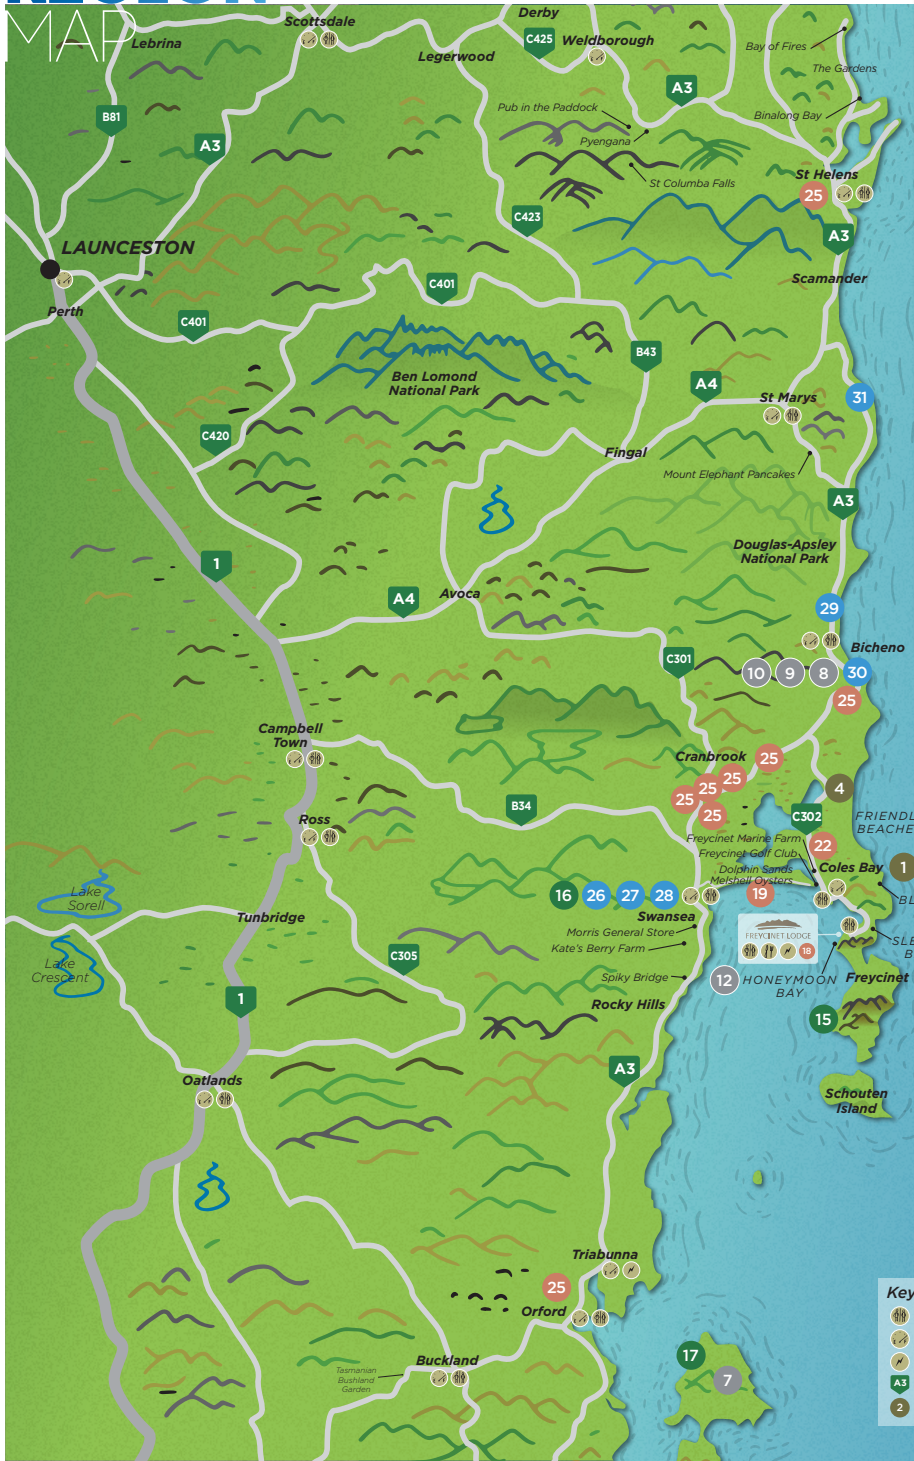 REGION
MAP
Scottsdale
Lebrina
Derby
C425
Weldborough
Legerwood
Bay of Fires
The Gardens
B81
A3
A3
Pub in the Paddock
Pyengana
Binalong Bay
St Columba Falls
St Helens
25
C423
A3
LAUNCESTON
Scamander
C401
Perth
C401
B43
Ben Lomond
National Park
A4
St Marys
31
C420
Fingal
Mount Elephant Pancakes
A3
Douglas-Apsley
National Park
1
Avoca
A4
29
Bicheno
C301
10
9
8
30
25
Campbell
Town
Cranbrook
25
25
25
25
25
4
B34
C302
FRIENDL
BEACHE
Ross
Freycinet Marine Farm
22
Freycinet Golf Club
Dolphin Sands
Melshell Oysters
Coles Bay
1
Lake
Sorell
16
26
27
28
19
BL
Swansea
Tunbridge
Morris General Store
FREYCINET LODGE
18
SLE
B
Kate's Berry Farm
Lake
Crescent
C305
Spiky Bridge
12
HONEYMOON
BAY
Freycinet
1
Rocky Hills
15
A3
Oatlands
Schouten
Island
Triabunna
25
Orford
Key
Buckland
Tasmanian
Bushland
Garden
17
7
A3
2